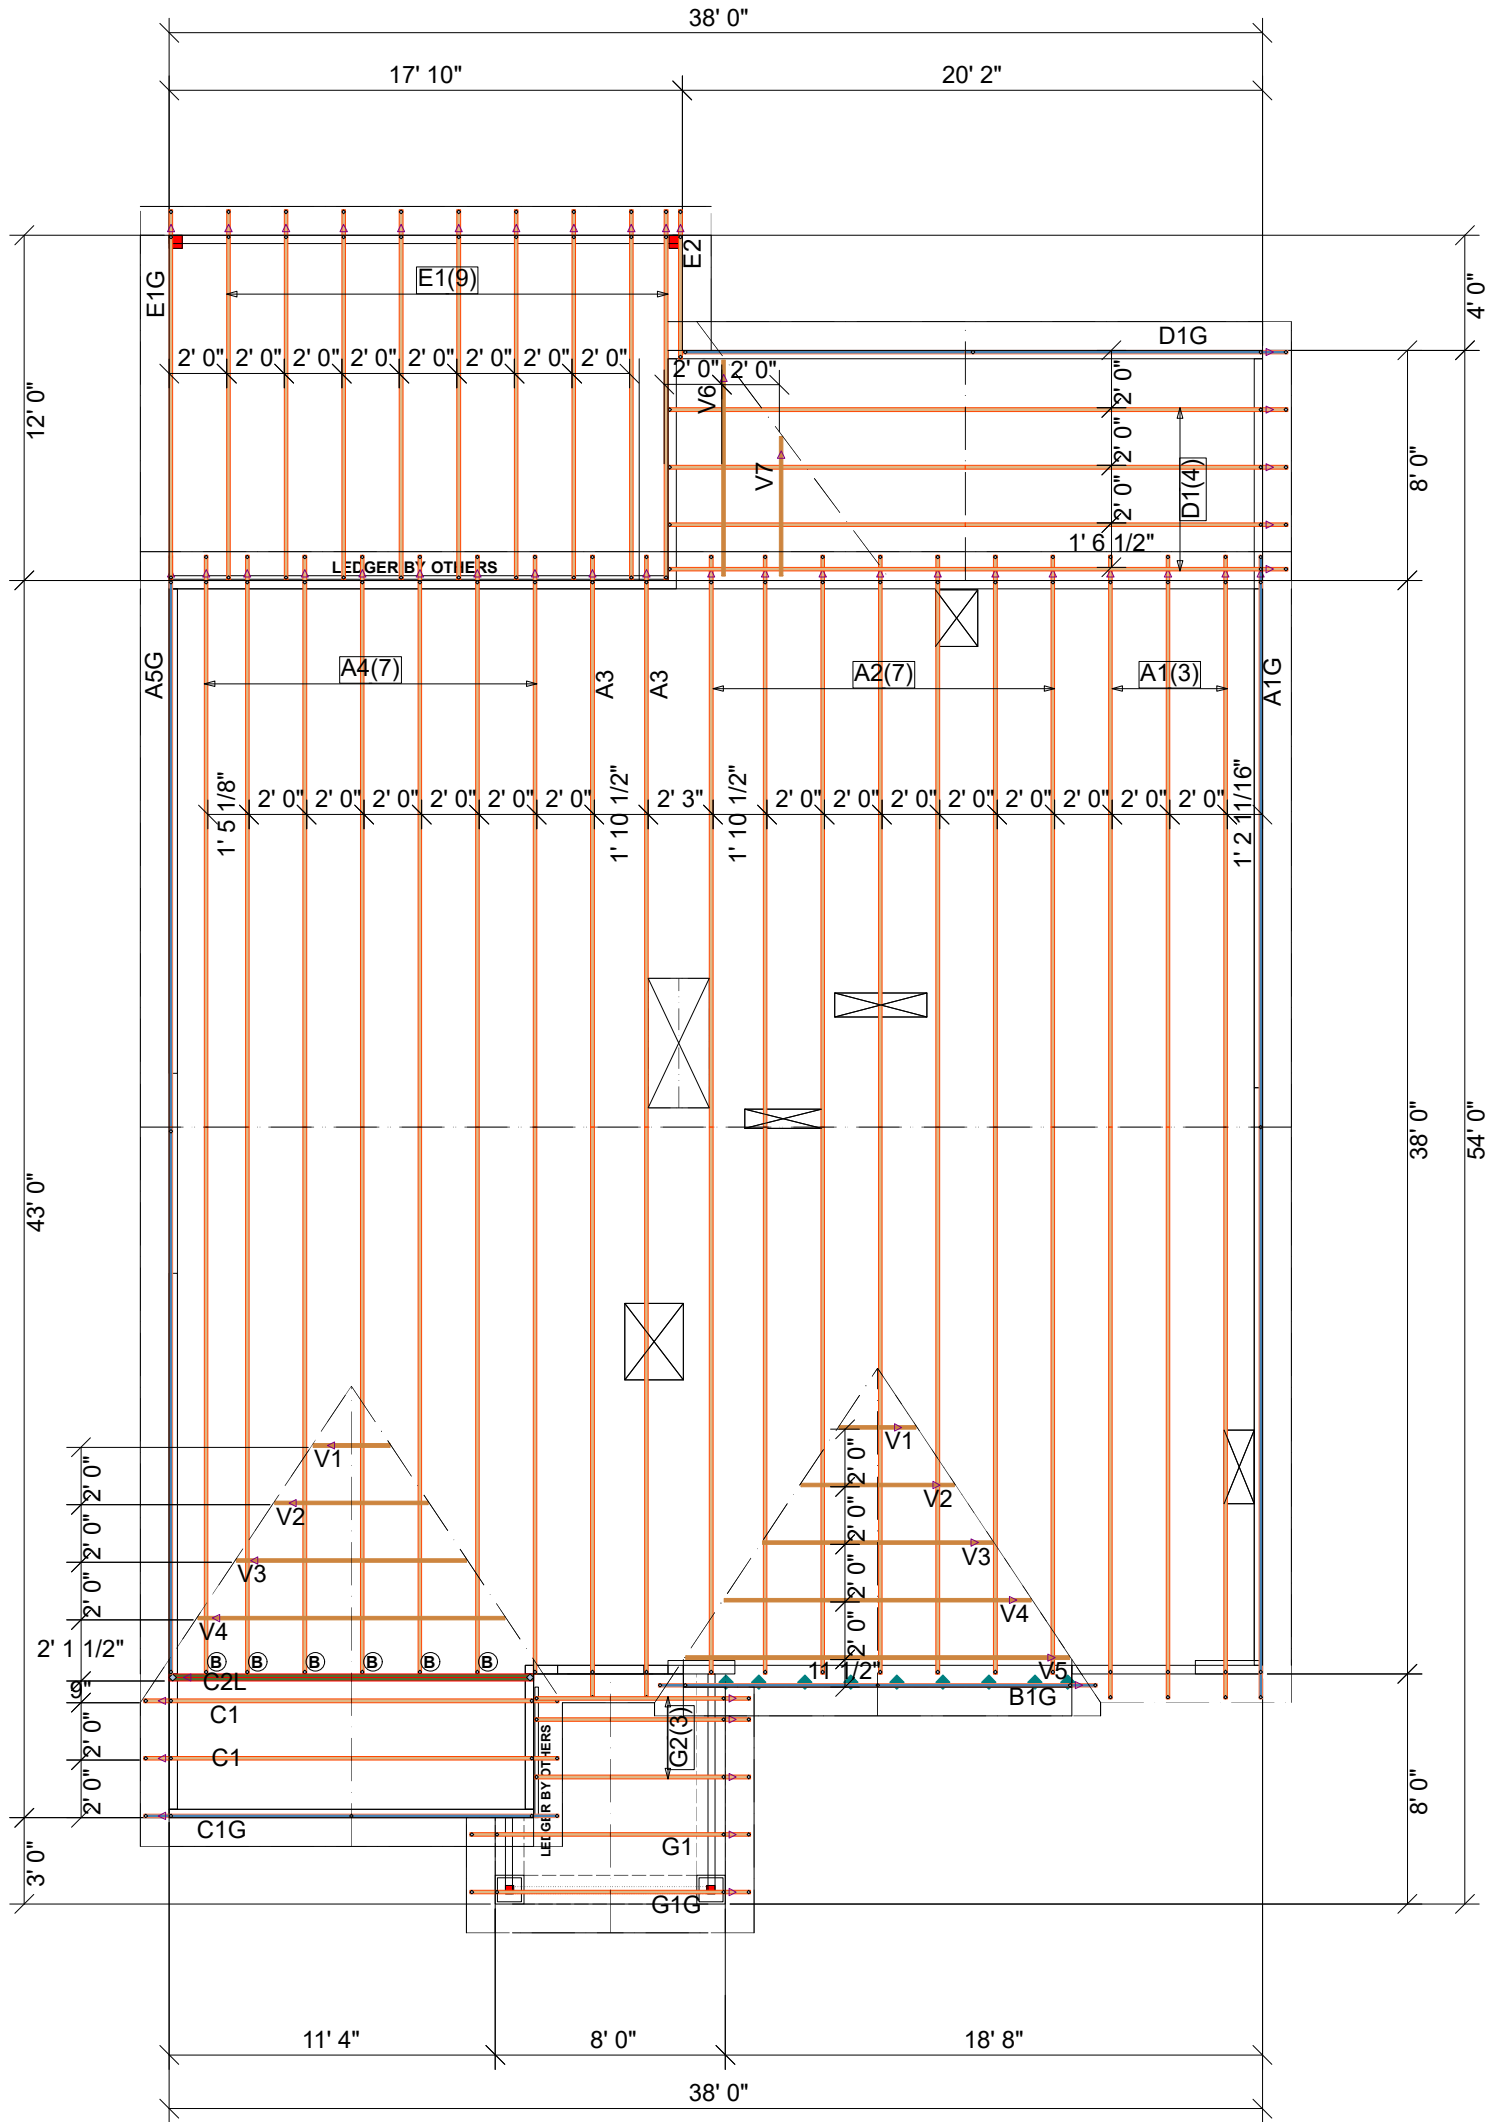 38' 0"
17' 10"
20' 2"
E1G
E1(9)
E2
D1G
4' 0"
12' 0"
2' 0" 2' 0" 2' 0" 2' 0" 2' 0" 2' 0" 2' 0" 2' 0"
2' 0" 2' 0"
V6
V7
2' 0"
2' 0"
2' 0"
D1(4)
8' 0"
1' 6 1/2"
LEDGER BY OTHERS
A5G
A4(7)
A3
A3
A2(7)
A1(3)
A1G
1' 5 1/8"
2' 0" 2' 0" 2' 0" 2' 0" 2' 0" 2' 0"
1' 10 1/2"
2' 3"
1' 10 1/2"
2' 0" 2' 0" 2' 0" 2' 0" 2' 0" 2' 0" 2' 0" 2' 0"
1' 2 11/16"
43' 0"
38' 0"
54' 0"
V1
V2
V3
V4
2' 0"
2' 0"
2' 0"
2' 1 1/2"
9"
2' 0"
2' 0"
V1
V2
V3
V4
V5
2' 0"
2' 0"
2' 0"
2' 0"
11 1/2"
B B B B B B
C2L
C1
C1
C1G
B1G
G2(3)
LEDGER BY OTHERS
G1
G1G
3' 0"
8' 0"
11' 4"
8' 0"
18' 8"
38' 0"